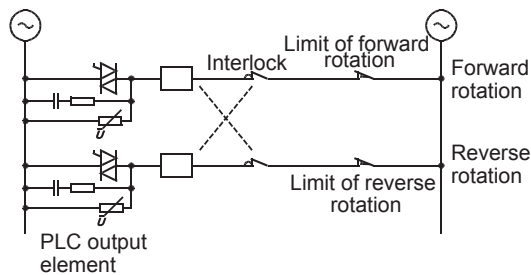 Limit of forward
rotation
Interlock
Forward
rotation
U
Reverse
rotation
Limit of reverse
rotation
U
PLC output
element